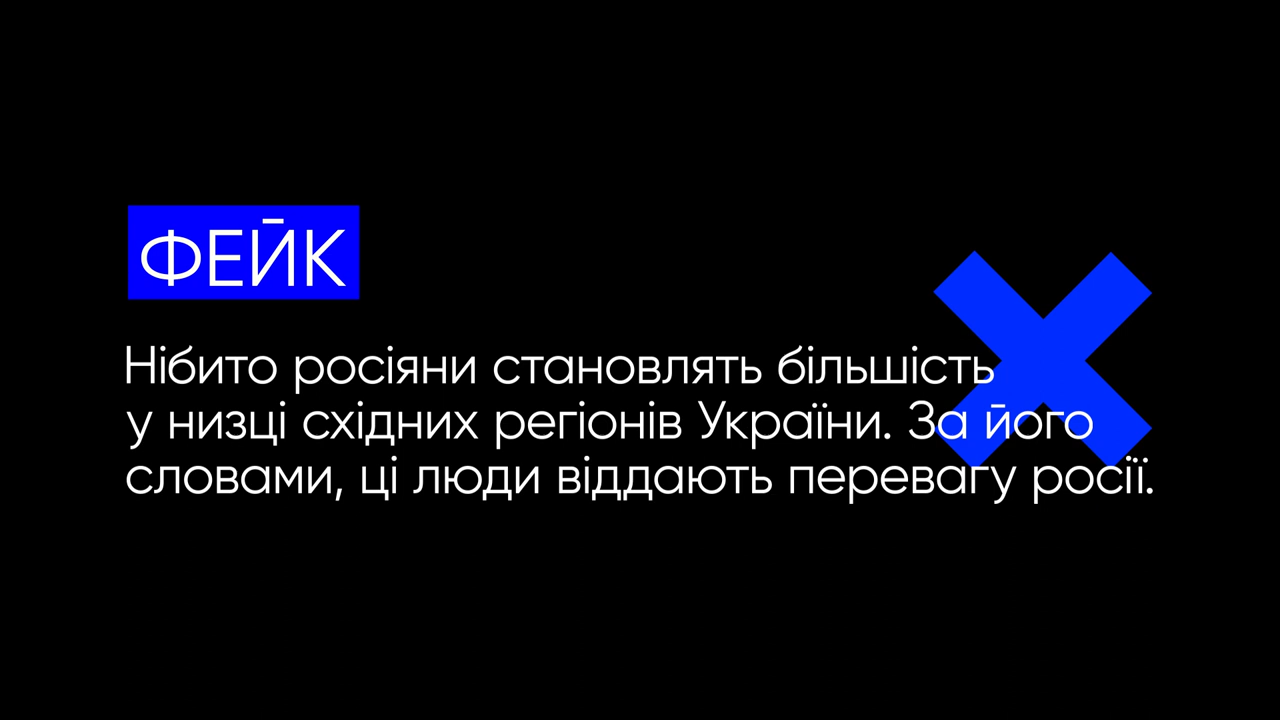 ФЕЙК
Нібито росіяни становлять більшість
у низці східних регіонів України. За його
словами, ці люди віддають перевагу росії.